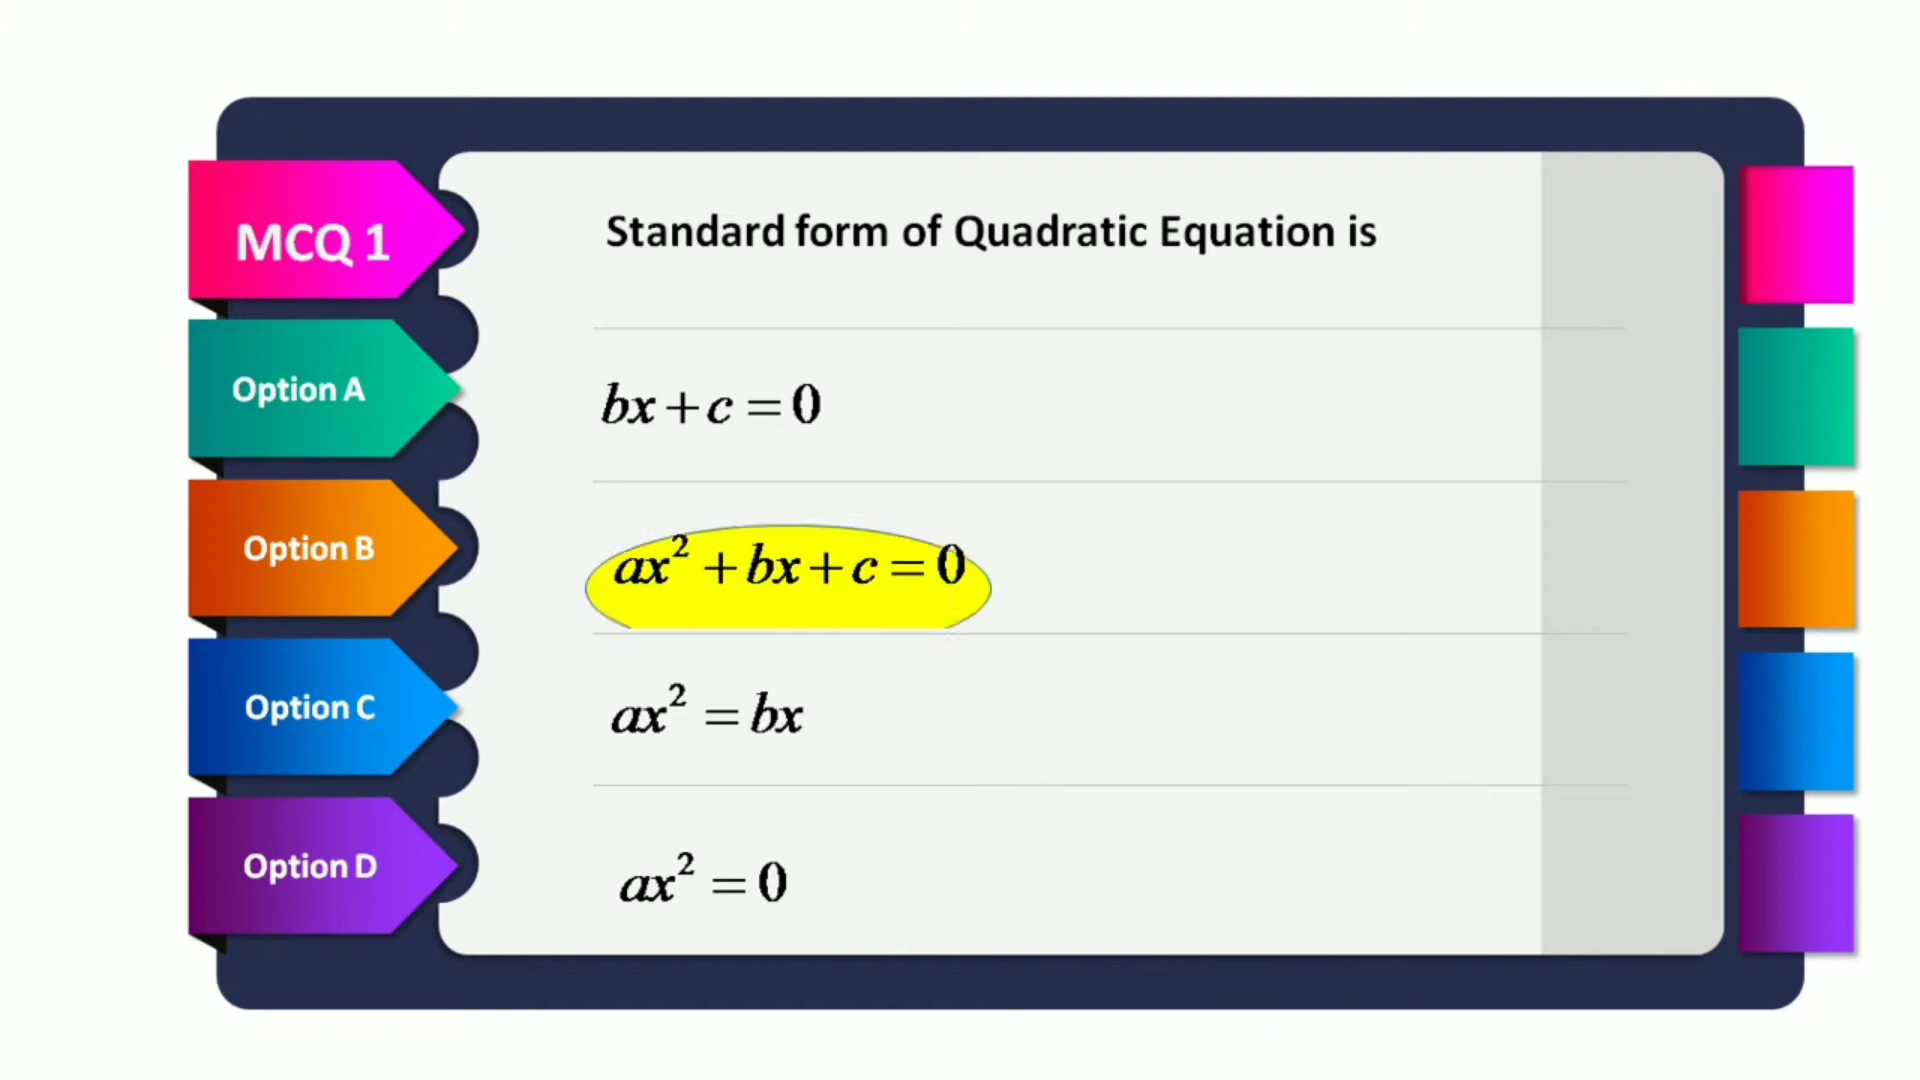 MCQ 1
Standard form of Quadratic Equation is
Option A
bx + c = 0
Option B
ax² + bx + c = 0
Option C
ax² = bx
Option D
ax² = 0